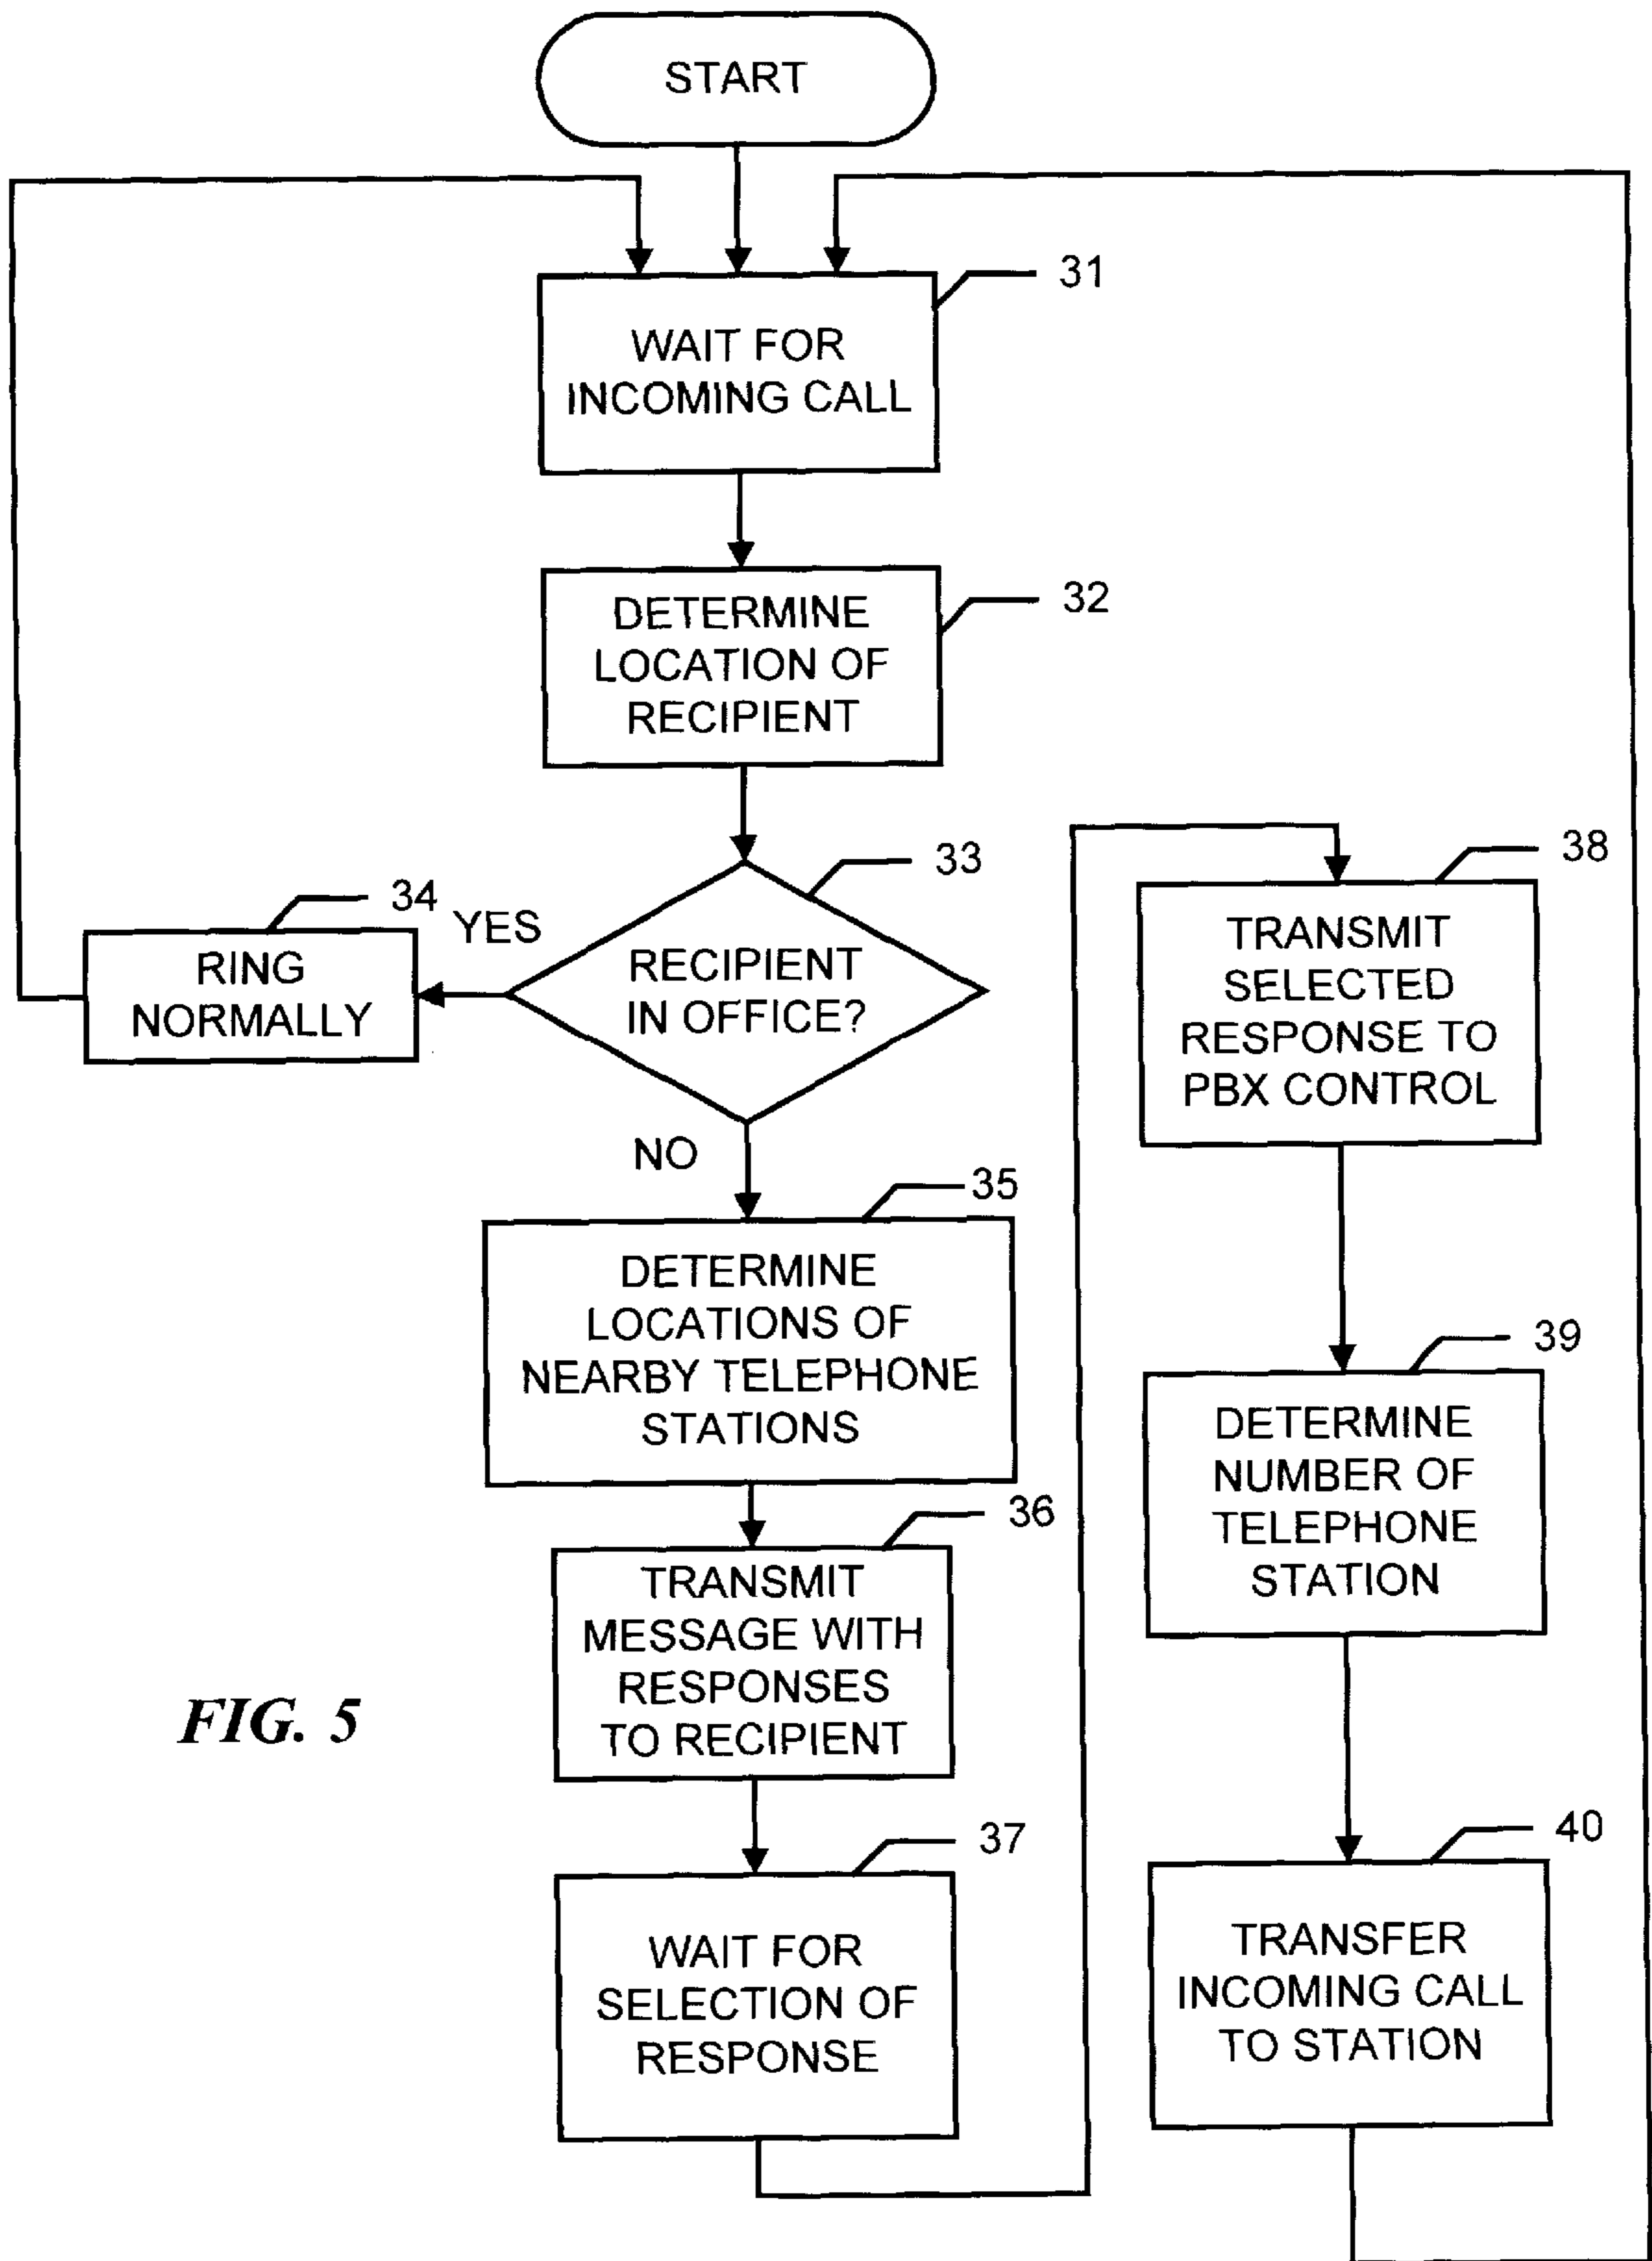 START
31
WAIT FOR
INCOMING CALL
32
DETERMINE
LOCATION OF
RECIPIENT
33
RECIPIENT
IN OFFICE?
YES
34
RING
NORMALLY
NO
35
DETERMINE
LOCATIONS OF
NEARBY TELEPHONE
STATIONS
36
TRANSMIT
MESSAGE WITH
RESPONSES
TO RECIPIENT
37
WAIT FOR
SELECTION OF
RESPONSE
38
TRANSMIT
SELECTED
RESPONSE TO
PBX CONTROL
39
DETERMINE
NUMBER OF
TELEPHONE
STATION
40
TRANSFER
INCOMING CALL
TO STATION
FIG. 5